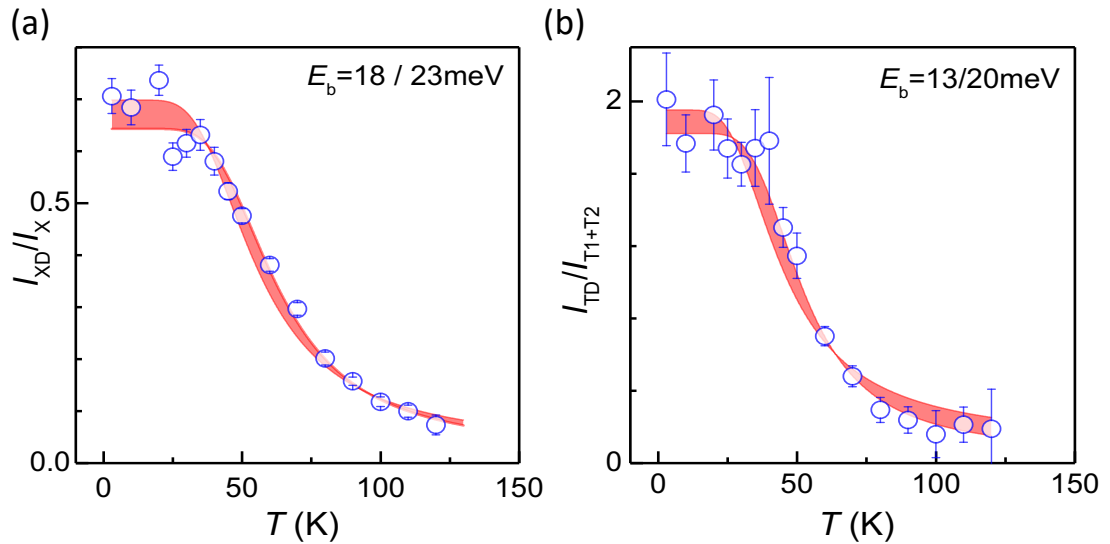 (a)
E_b=18 / 23meV
I_XD/I_X
0.5
0.0
0
50
100
150
T (K)
(b)
E_b=13/20meV
I_TD/I_T1+T2
2
0
0
50
100
150
T (K)